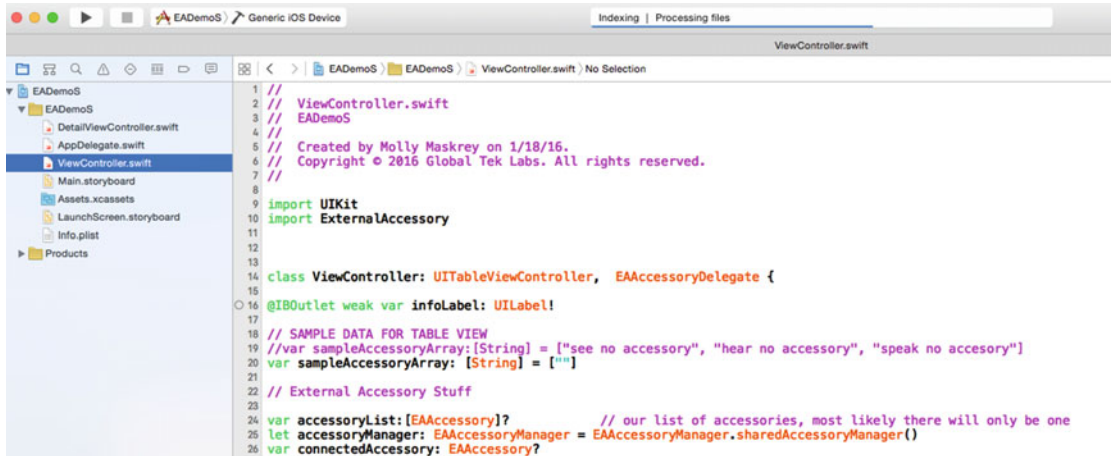 EADemoS Generic iOS Device
Indexing | Processing files
ViewController.swift
EADemoS EADemoS ViewController.swift No Selection
EADemoS
EADemoS
DetailViewController.swift
AppDelegate.swift
ViewController.swift
Main.storyboard
Assets.xcassets
LaunchScreen.storyboard
Info.plist
Products
1 //
2 // ViewController.swift
3 // EADemoS
4 //
5 // Created by Molly Maskrey on 1/18/16.
6 // Copyright © 2016 Global Tek Labs. All rights reserved.
7 //
8
9 import UIKit
10 import ExternalAccessory
11
12
13
14 class ViewController: UITableViewController, EAAccessoryDelegate {
15
16 @IBOutlet weak var infoLabel: UILabel!
17
18 // SAMPLE DATA FOR TABLE VIEW
19 //var sampleAccessoryArray:[String] = ["see no accessory", "hear no accessory", "speak no accesory"]
20 var sampleAccessoryArray: [String] = [""]
21
22 // External Accessory Stuff
23
24 var accessoryList:[EAAccessory]? // our list of accessories, most likely there will only be one
25 let accessoryManager: EAAccessoryManager = EAAccessoryManager.sharedAccessoryManager()
26 var connectedAccessory: EAAccessory?